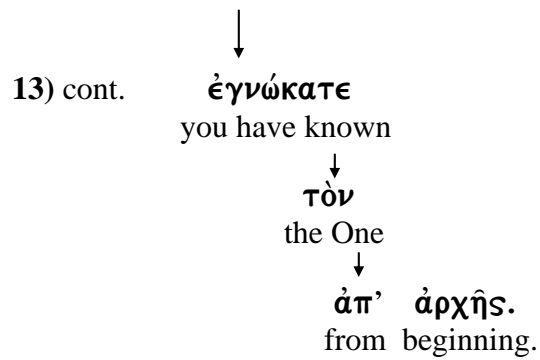 13) cont. ἐγνώκατε
you have known
τὸν
the One
ἀπ’ ἀρχῆς.
from beginning.